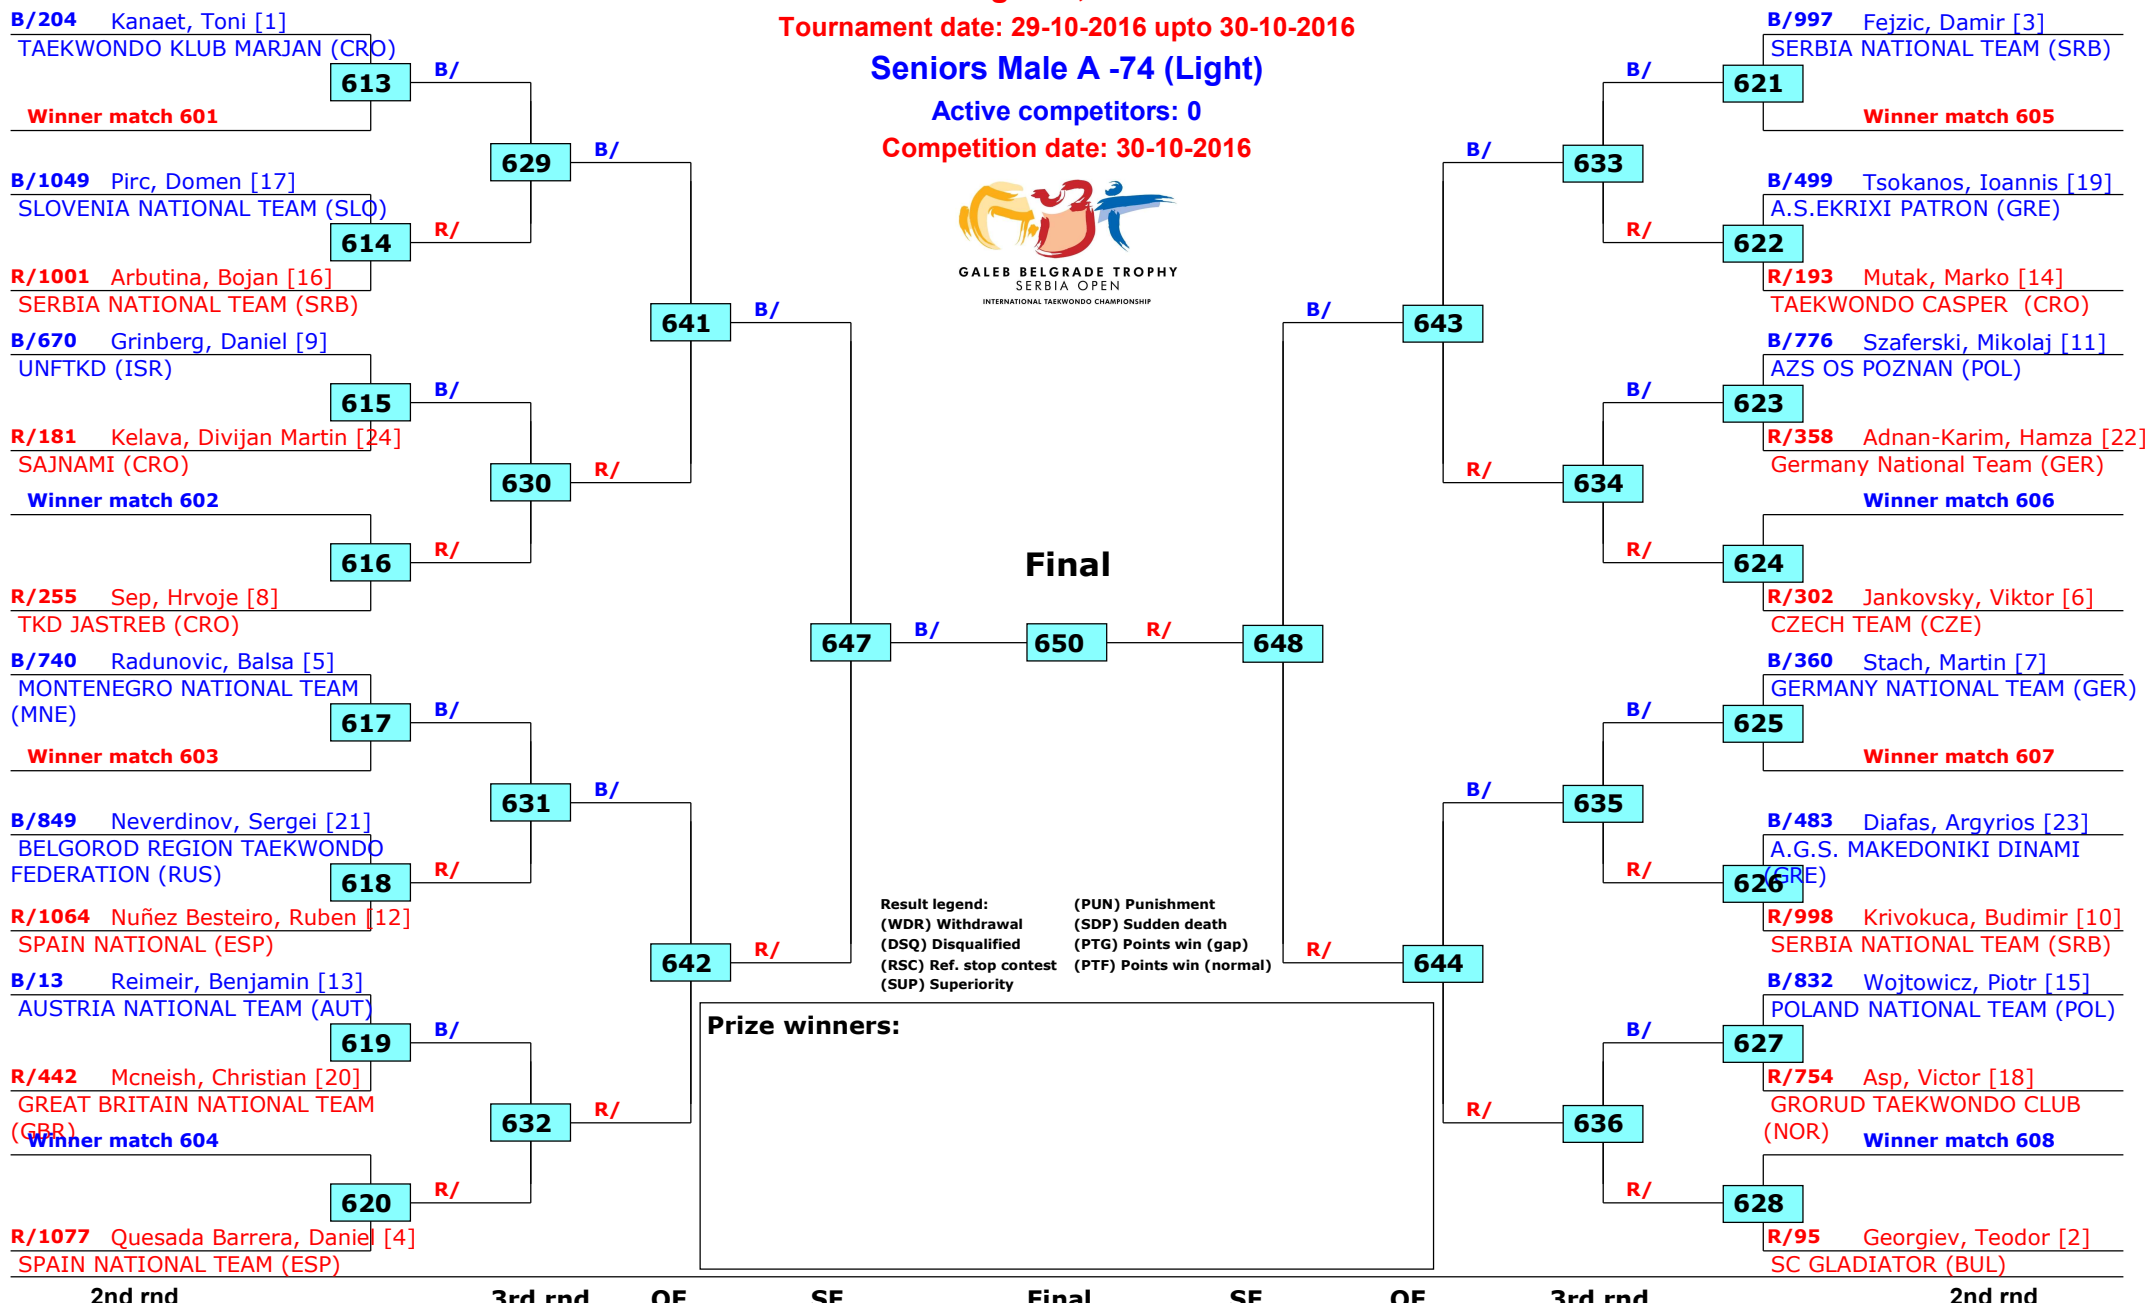 Tournament date: 29-10-2016 upto 30-10-2016
Seniors Male A -74 (Light)
Active competitors: 0
Competition date: 30-10-2016
GALEB BELGRADE TROPHY
SERBIA OPEN
INTERNATIONAL TAEKWONDO CHAMPIONSHIP
B/204 Kanaet, Toni [1]
TAEKWONDO KLUB MARJAN (CRO)
613
B/
Winner match 601
629
B/
B/1049 Pirc, Domen [17]
SLOVENIA NATIONAL TEAM (SLO)
614
R/
R/1001 Arbutina, Bojan [16]
SERBIA NATIONAL TEAM (SRB)
641
B/
B/670 Grinberg, Daniel [9]
UNFTKD (ISR)
615
B/
R/181 Kelava, Divijan Martin [24]
SAJNAMI (CRO)
630
R/
Winner match 602
616
R/
R/255 Sep, Hrvoje [8]
TKD JASTREB (CRO)
647
B/
B/740 Radunovic, Balsa [5]
MONTENEGRO NATIONAL TEAM
(MNE)
617
B/
Winner match 603
631
B/
B/849 Neverdinov, Sergei [21]
BELGOROD REGION TAEKWONDO
FEDERATION (RUS)
618
R/
R/1064 Nuñez Besteiro, Ruben [12]
SPAIN NATIONAL (ESP)
642
R/
B/13 Reimeir, Benjamin [13]
AUSTRIA NATIONAL TEAM (AUT)
619
B/
R/442 Mcneish, Christian [20]
GREAT BRITAIN NATIONAL TEAM
(GBR)
632
R/
Winner match 604
620
R/
R/1077 Quesada Barrera, Daniel [4]
SPAIN NATIONAL TEAM (ESP)
Final
650
R/
648
B/997 Fejzic, Damir [3]
SERBIA NATIONAL TEAM (SRB)
B/
621
Winner match 605
B/
633
B/499 Tsokanos, Ioannis [19]
A.S.EKRIXI PATRON (GRE)
R/
622
R/193 Mutak, Marko [14]
TAEKWONDO CASPER (CRO)
B/
643
B/776 Szaferski, Mikolaj [11]
AZS OS POZNAN (POL)
B/
623
R/358 Adnan-Karim, Hamza [22]
Germany National Team (GER)
R/
634
Winner match 606
R/
624
R/302 Jankovsky, Viktor [6]
CZECH TEAM (CZE)
B/360 Stach, Martin [7]
GERMANY NATIONAL TEAM (GER)
B/
625
Winner match 607
B/
635
B/483 Diafas, Argyrios [23]
A.G.S. MAKEDONIKI DINAMI
(GRE)
R/
626
R/998 Krivokuca, Budimir [10]
SERBIA NATIONAL TEAM (SRB)
R/
644
B/832 Wojtowicz, Piotr [15]
POLAND NATIONAL TEAM (POL)
B/
627
R/754 Asp, Victor [18]
GRORUD TAEKWONDO CLUB
(NOR)
R/
636
Winner match 608
R/
628
R/95 Georgiev, Teodor [2]
SC GLADIATOR (BUL)
Result legend: (PUN) Punishment
(WDR) Withdrawal (SDP) Sudden death
(DSQ) Disqualified (PTG) Points win (gap)
(RSC) Ref. stop contest (PTF) Points win (normal)
(SUP) Superiority
Prize winners:
2nd rnd 3rd rnd QF SF Final SF QF 3rd rnd 2nd rnd